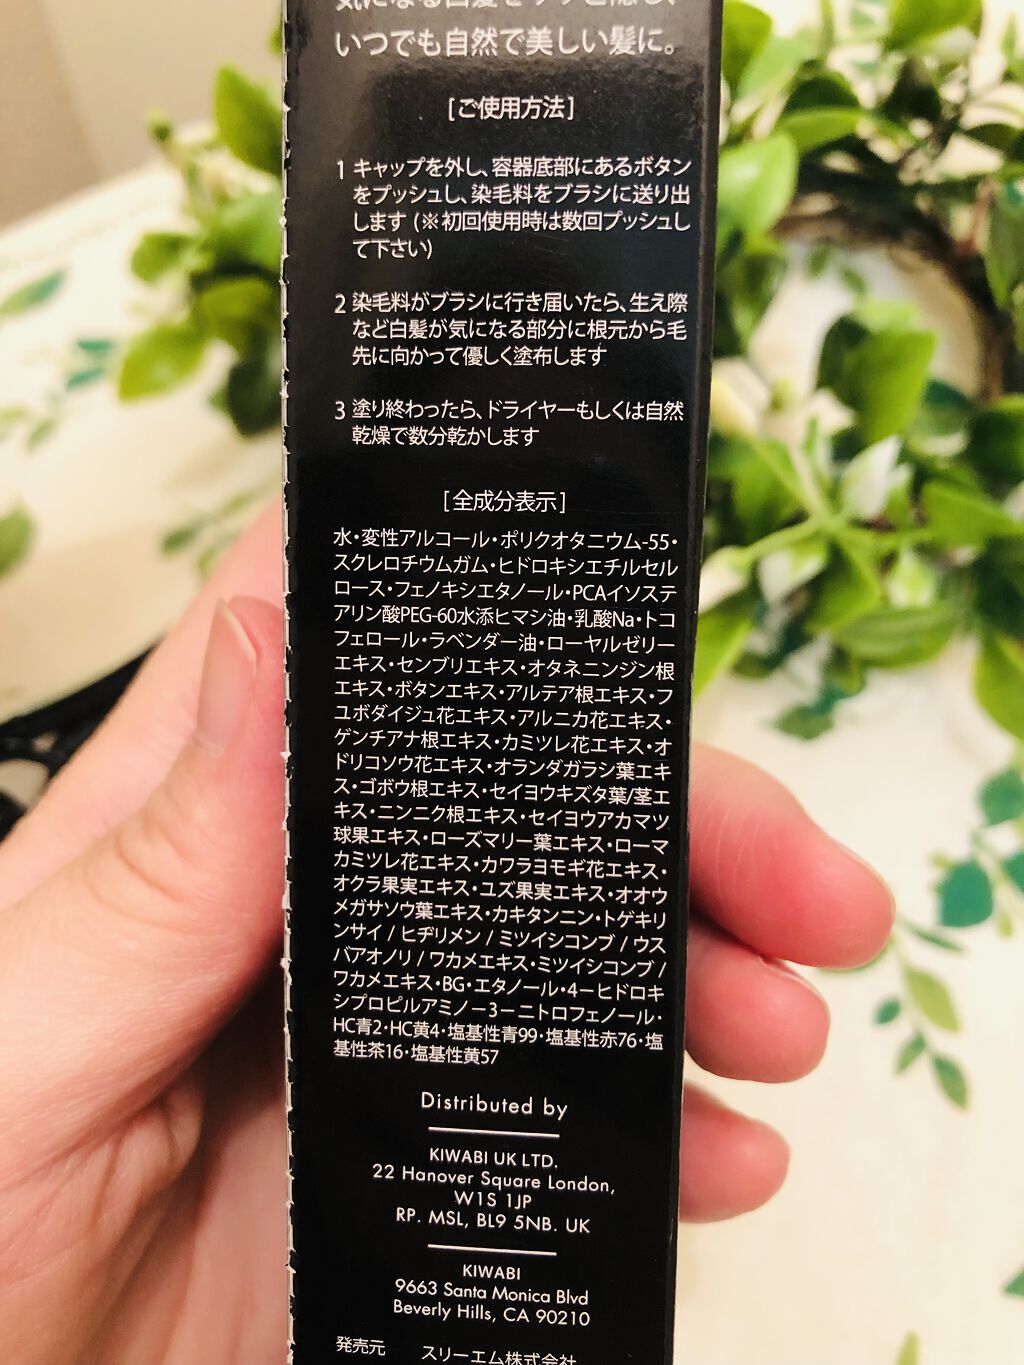 気になる白髪をサッと隠し、
いつでも自然で美しい髪に。
[ご使用方法]
1 キャップを外し、容器底部にあるボタン
をプッシュし、染毛料をブラシに送り出
します (※初回使用時は数回プッシュし
て下さい)
2 染毛料がブラシに行き届いたら、生え際
など白髪が気になる部分に根元から毛
先に向かって優しく塗布します
3 塗り終わったら、ドライヤーもしくは自然
乾燥で数分乾かします
[全成分表示]
水・変性アルコール・ポリクオタニウム-55・
スクレロチウムガム・ヒドロキシエチルセル
ロース・フェノキシエタノール・PCAイソステ
アリン酸PEG-60水添ヒマシ油・乳酸Na・トコ
フェロール・ラベンダー油・ローヤルゼリー
エキス・センブリエキス・オタネニンジン根
エキス・ボタンエキス・アルテア根エキス・フ
ユボダイジュ花エキス・アルニカ花エキス・
ゲンチアナ根エキス・カミツレ花エキス・オ
ドリコソウ花エキス・オランダガラシ葉エキ
ス・ゴボウ根エキス・セイヨウキズタ葉/茎エ
キス・ニンニク根エキス・セイヨウアカマツ
球果エキス・ローズマリー葉エキス・ローマ
カミツレ花エキス・カワラヨモギ花エキス・
オクラ果実エキス・ユズ果実エキス・オオウ
メガサソウ葉エキス・カキタンニン・トゲキリ
ンサイ / ヒヂリメン / ミツイシコンブ / ウス
バアオノリ / ワカメエキス・ミツイシコンブ /
ワカメエキス・BG・エタノール・4－ヒドロキ
シプロピルアミノ－3－ニトロフェノール・
HC青2・HC黄4・塩基性青99・塩基性赤76・塩
基性茶16・塩基性黄57
Distributed by
KIWABI UK LTD.
22 Hanover Square London,
W1S 1JP
RP. MSL, BL9 5NB. UK
KIWABI
9663 Santa Monica Blvd
Beverly Hills, CA 90210
発売元 スリーエム株式会社